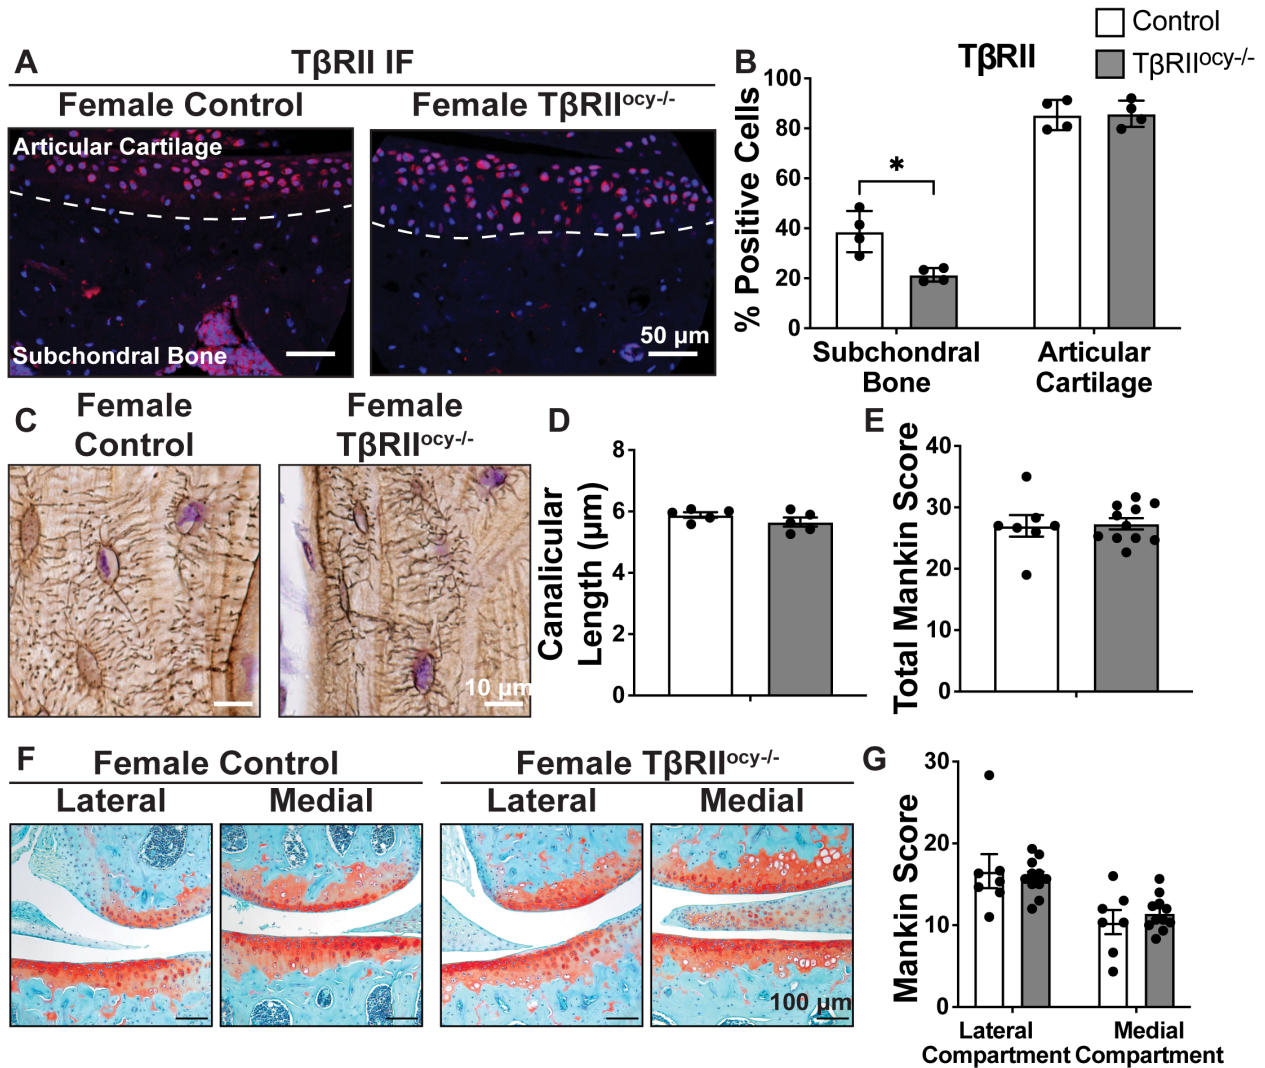 Control
TβRIIocy-/-
A
TβRII IF
Female Control
Female TβRIIocy-/-
Articular Cartilage
Subchondral Bone
50 μm
B
TβRII
% Positive Cells
100
80
60
40
20
0
*
Subchondral
Bone
Articular
Cartilage
C
Female
Control
Female
TβRIIocy-/-
10 μm
D
Canalicular
Length (μm)
8
6
4
2
0
E
Total Mankin Score
40
30
20
10
0
F
Female Control
Female TβRIIocy-/-
Lateral
Medial
Lateral
Medial
100 μm
G
Mankin Score
30
20
10
0
Lateral
Compartment
Medial
Compartment